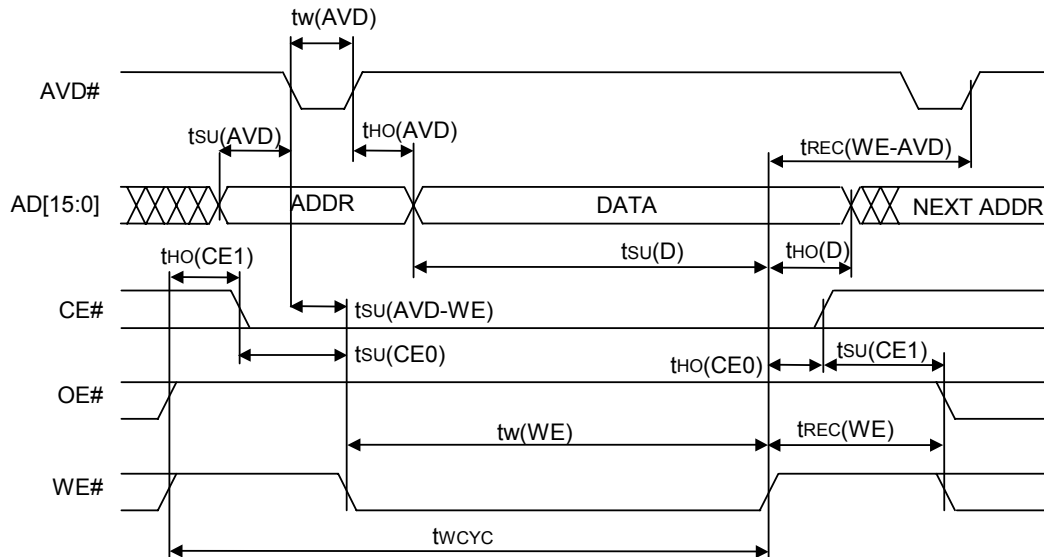 tw(AVD)
AVD#
tSU(AVD)
tHO(AVD)
tREC(WE-AVD)
AD[15:0]
ADDR
DATA
NEXT ADDR
tSU(D)
tHO(D)
tHO(CE1)
CE#
tSU(AVD-WE)
tSU(CE0)
tHO(CE0)
tSU(CE1)
OE#
tw(WE)
tREC(WE)
WE#
tWCYC